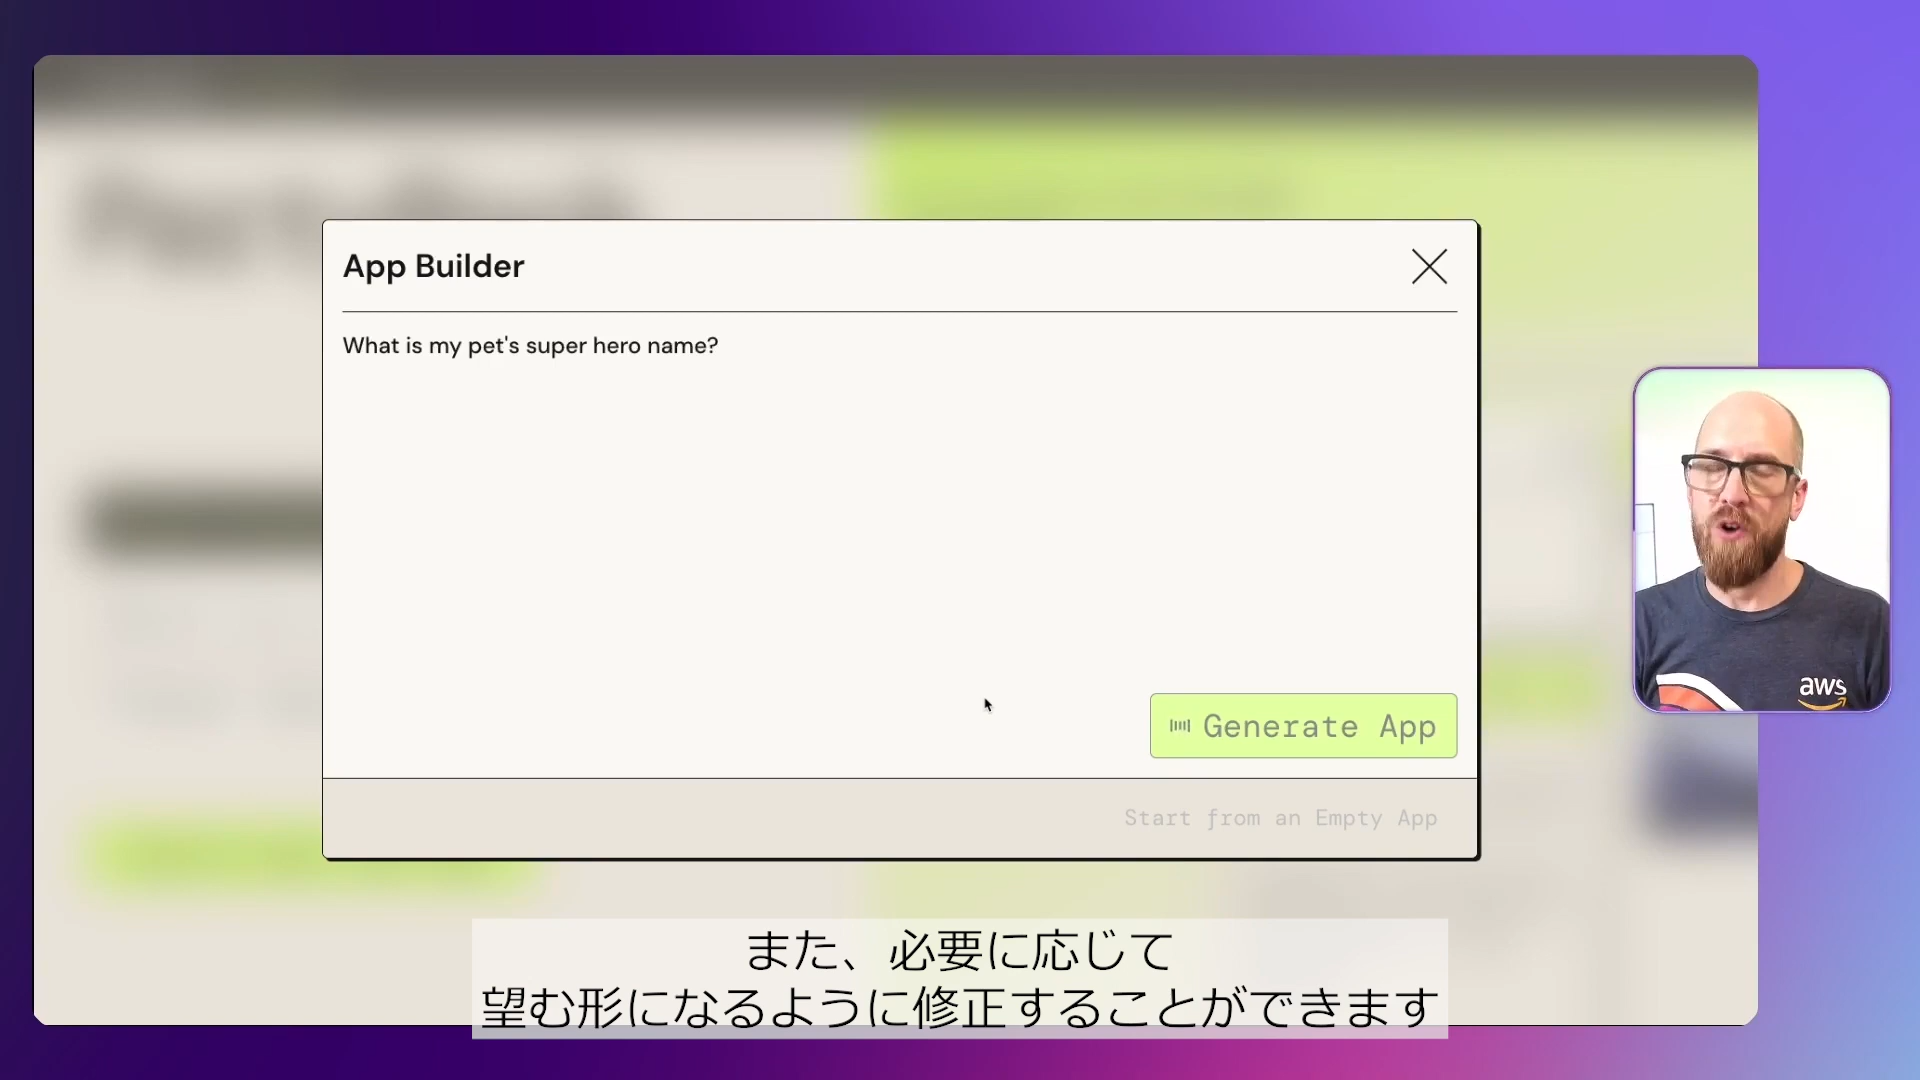 App Builder
What is my pet's super hero name?
Generate App
Start from an Empty App
aws
また、必要に応じて
望む形になるように修正することができます